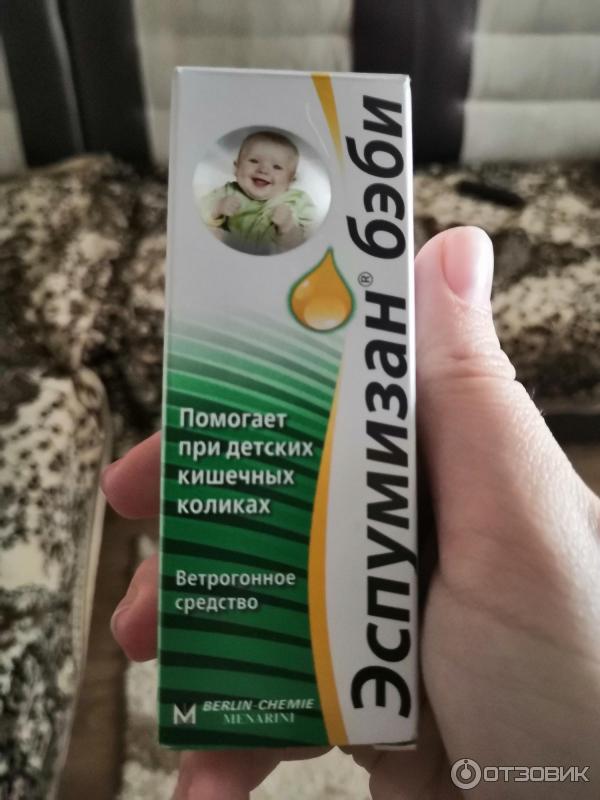 Эспумизан® бэби
Помогает
при детских
кишечных
коликах
Ветрогонное
средство
BERLIN-CHEMIE
MENARINI
ОТЗОВИК